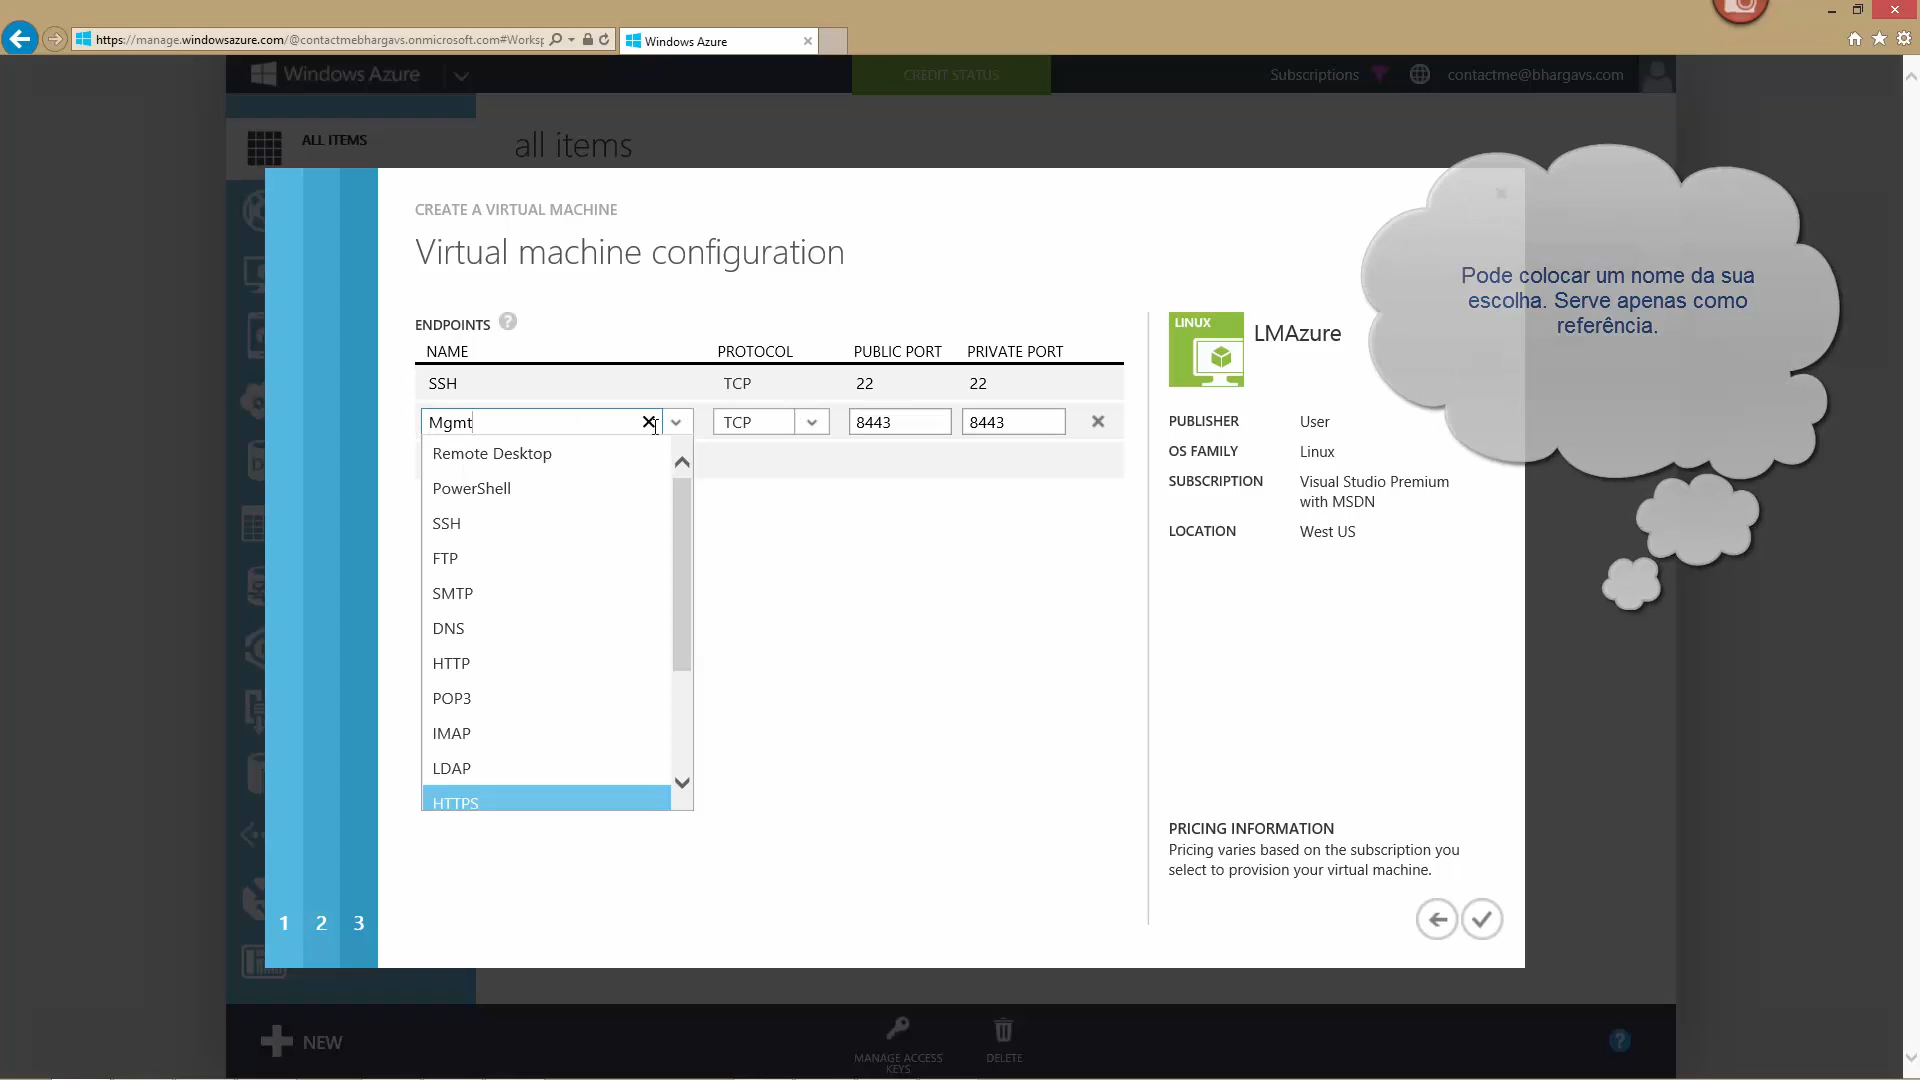 https://manage.windowsazure.com/@contactmebhargavs.onmicrosoft.com#Worksp
Windows Azure
Windows Azure
CREDIT STATUS
Subscriptions
contactme@bhargavs.com
ALL ITEMS
all items
CREATE A VIRTUAL MACHINE
Virtual machine configuration
ENDPOINTS ?
NAME PROTOCOL PUBLIC PORT PRIVATE PORT
SSH TCP 22 22
Mgmt TCP 8443 8443
Remote Desktop
PowerShell
SSH
FTP
SMTP
DNS
HTTP
POP3
IMAP
LDAP
HTTPS
Pode colocar um nome da sua
escolha. Serve apenas como
referência.
LINUX
LMAzure
PUBLISHER User
OS FAMILY Linux
SUBSCRIPTION Visual Studio Premium
with MSDN
LOCATION West US
PRICING INFORMATION
Pricing varies based on the subscription you
select to provision your virtual machine.
1 2 3
NEW
MANAGE ACCESS
KEYS
DELETE
?